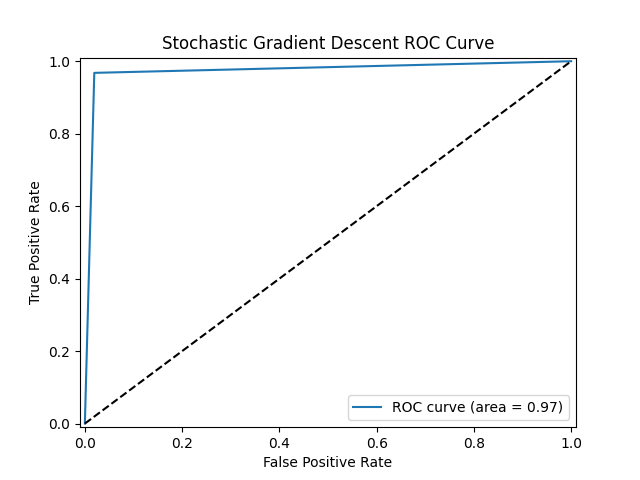 Stochastic Gradient Descent ROC Curve
1.0
0.8
0.6
0.4
0.2
0.0
True Positive Rate
ROC curve (area = 0.97)
0.0 0.2 0.4 0.6 0.8 1.0
False Positive Rate